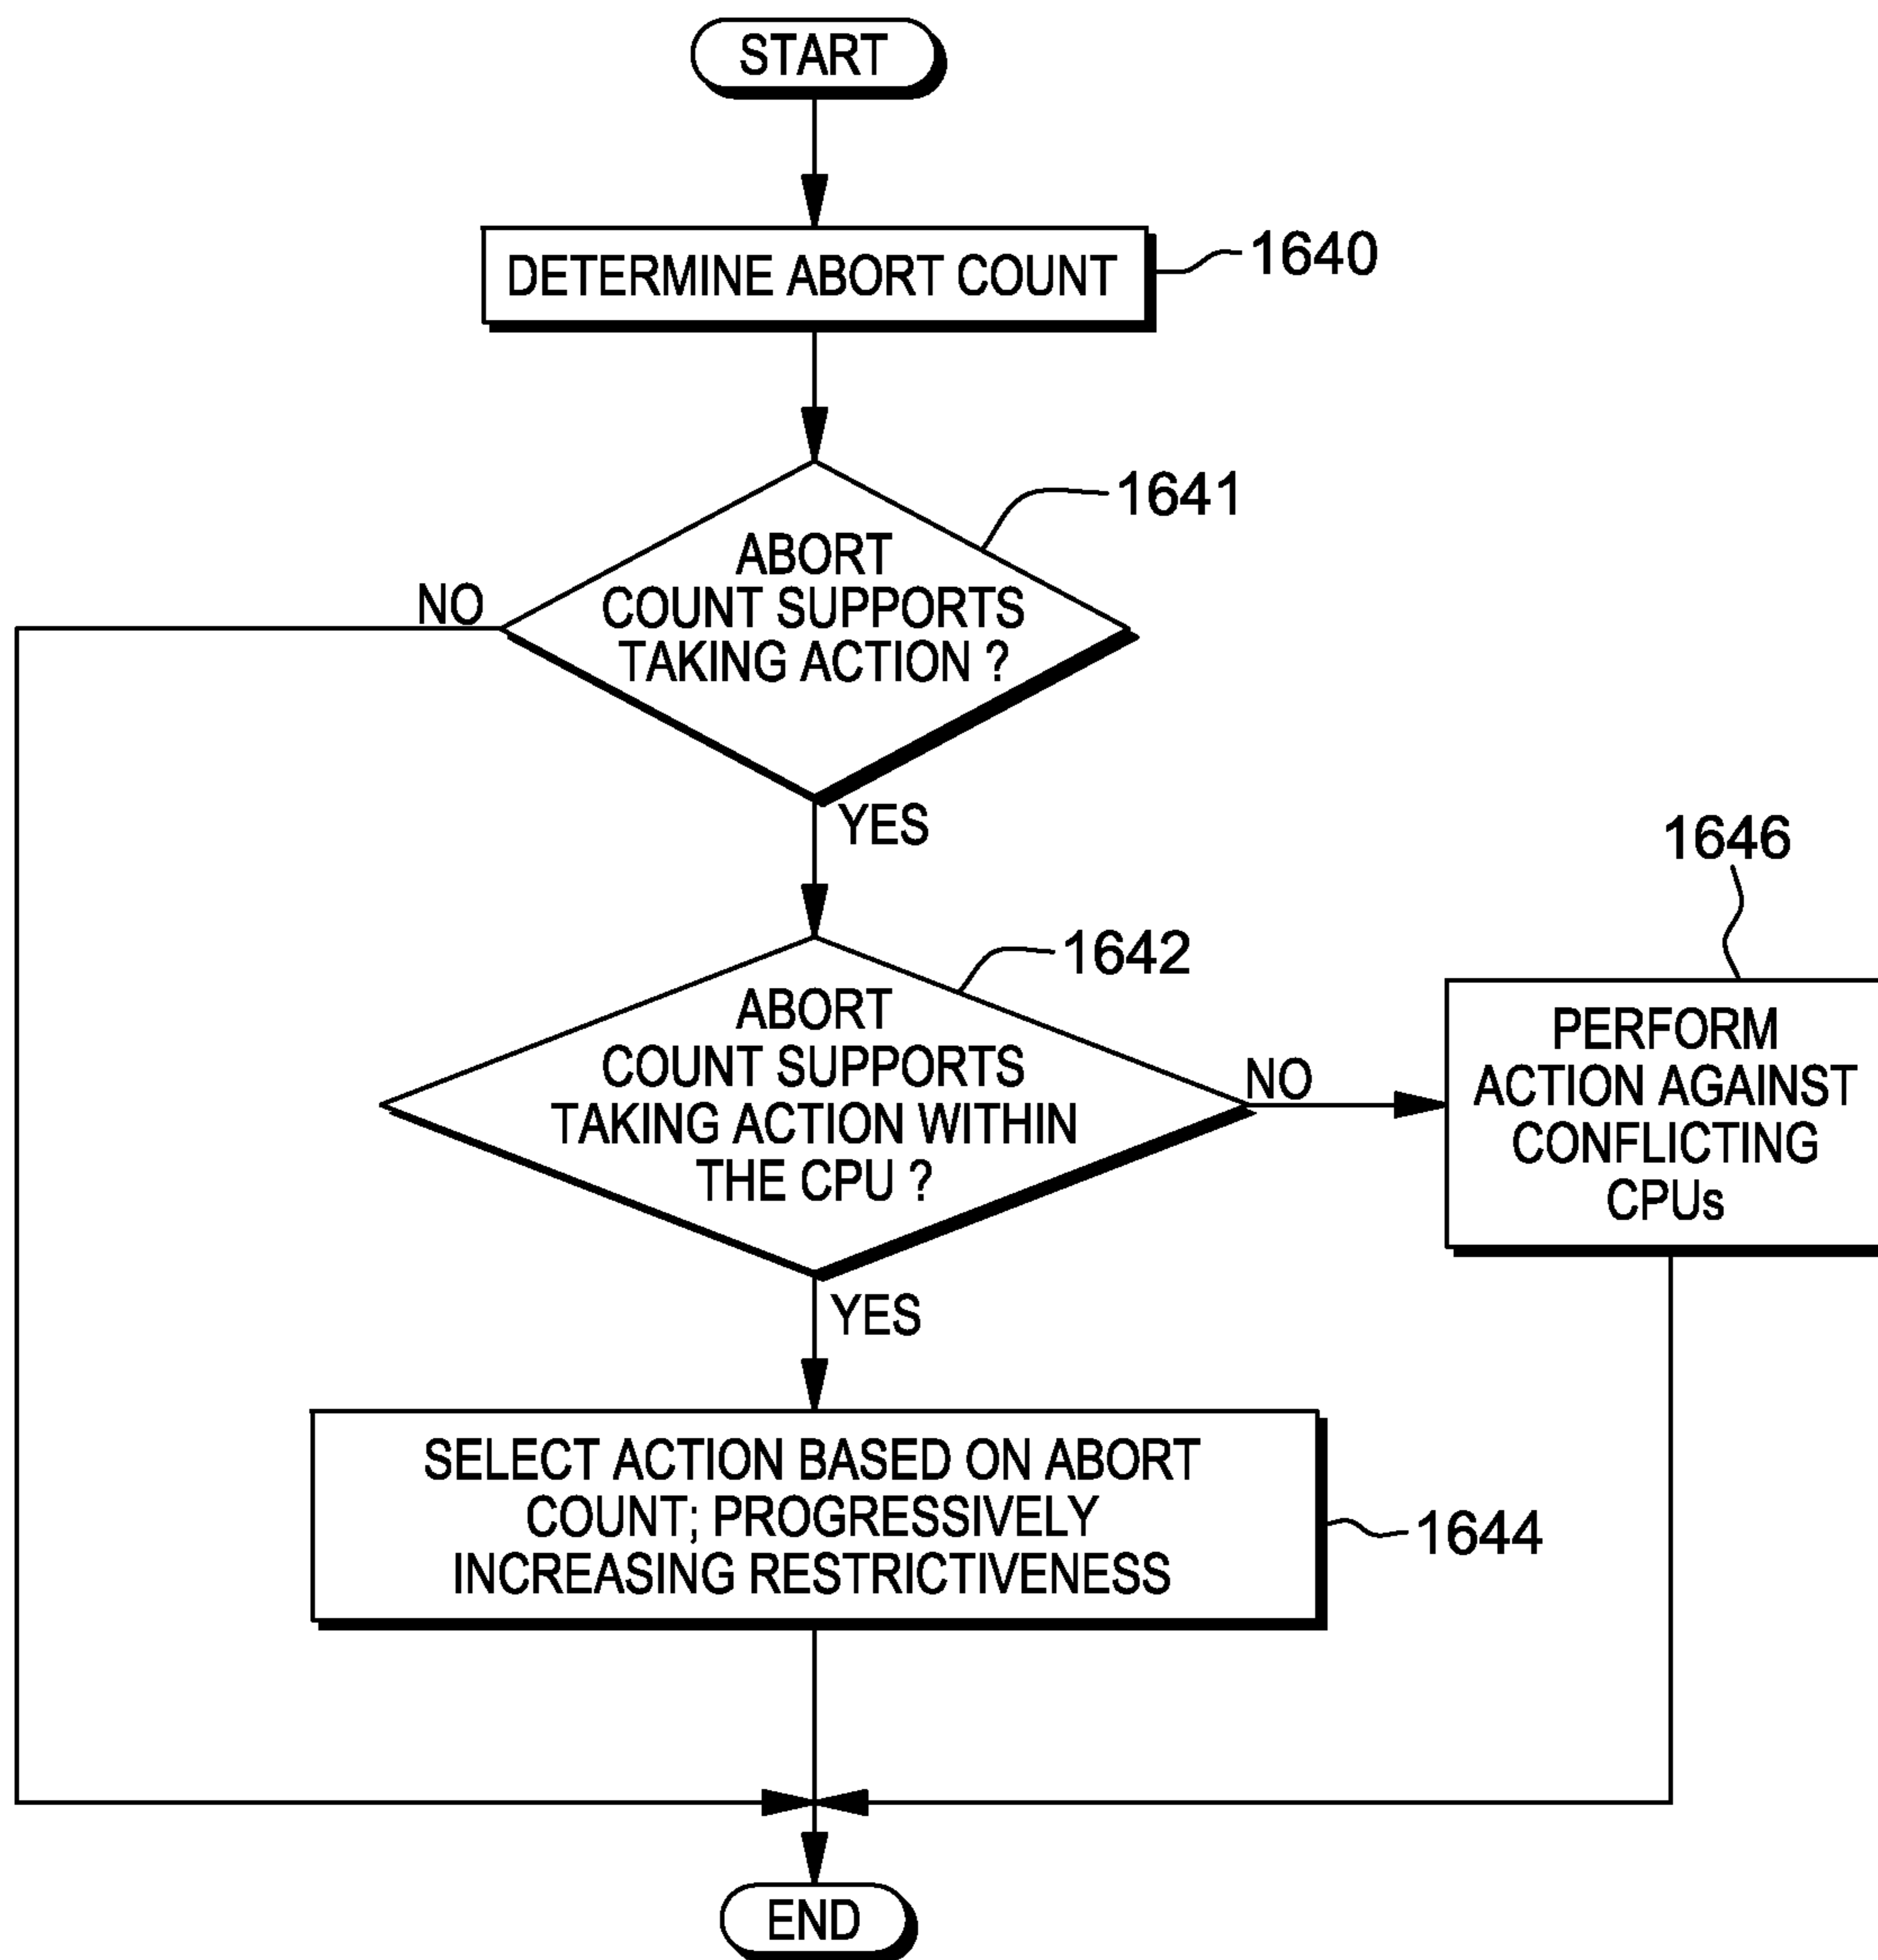 START
DETERMINE ABORT COUNT
1640
1641
ABORT
COUNT SUPPORTS
TAKING ACTION ?
NO
YES
1642
ABORT
COUNT SUPPORTS
TAKING ACTION WITHIN
THE CPU ?
NO
1646
PERFORM
ACTION AGAINST
CONFLICTING
CPUs
YES
SELECT ACTION BASED ON ABORT
COUNT; PROGRESSIVELY
INCREASING RESTRICTIVENESS
1644
END